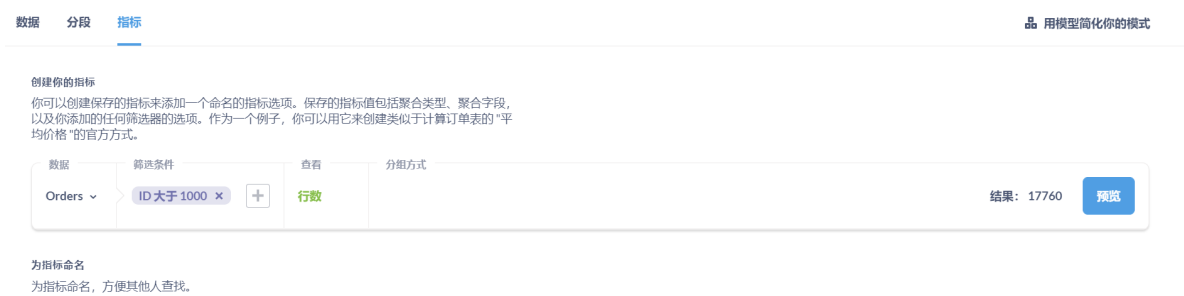 数据 分段 指标 用模型简化你的模式
创建你的指标
你可以创建保存的指标来添加一个命名的指标选项。保存的指标值包括聚合类型、聚合字段，
以及你添加的任何筛选器的选项。作为一个例子，你可以用它来创建类似于计算订单表的 "平
均价格 "的官方方式。
数据 筛选条件 查看 分组方式
Orders ID 大于 1000 × + 行数 结果： 17760 预览
为指标命名
为指标命名，方便其他人查找。